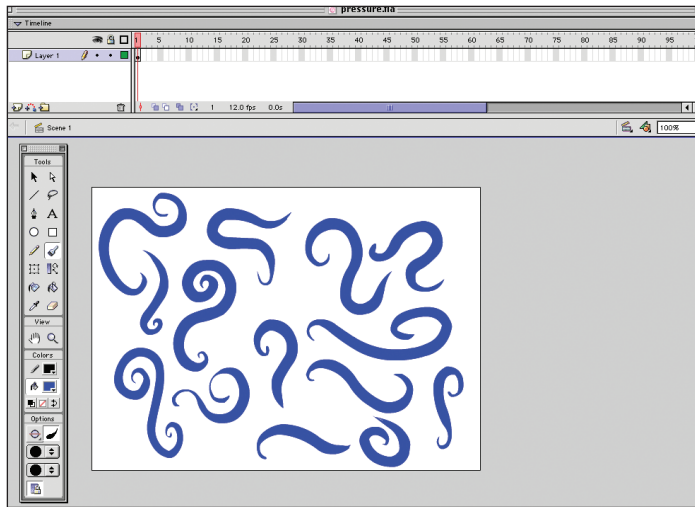 pressure.fla
Timeline
1 5 10 15 20 25 30 35 40 45 50 55 60 65 70 75 80 85 90 95
Layer 1
1 12.0 fps 0.0s
Scene 1
100%
Tools
A
View
Colors
Options